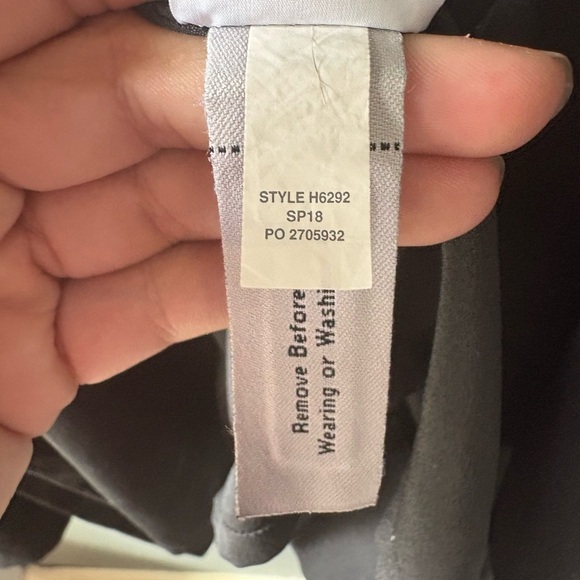 STYLE H6292
SP18
PO 2705932
Remove Before
Wearing or Washi